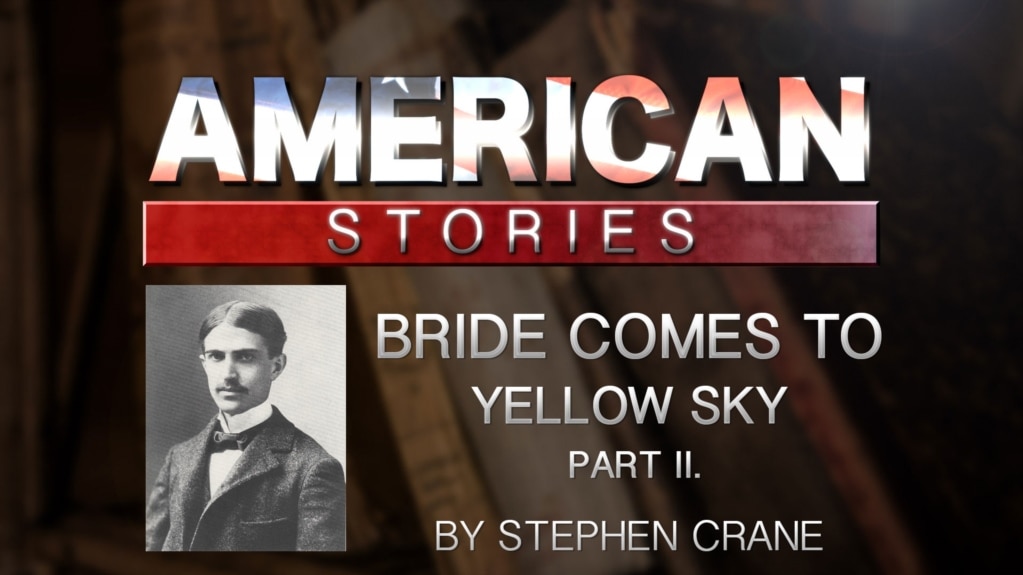 AMERICAN
STORIES
BRIDE COMES TO
YELLOW SKY
PART II.
BY STEPHEN CRANE